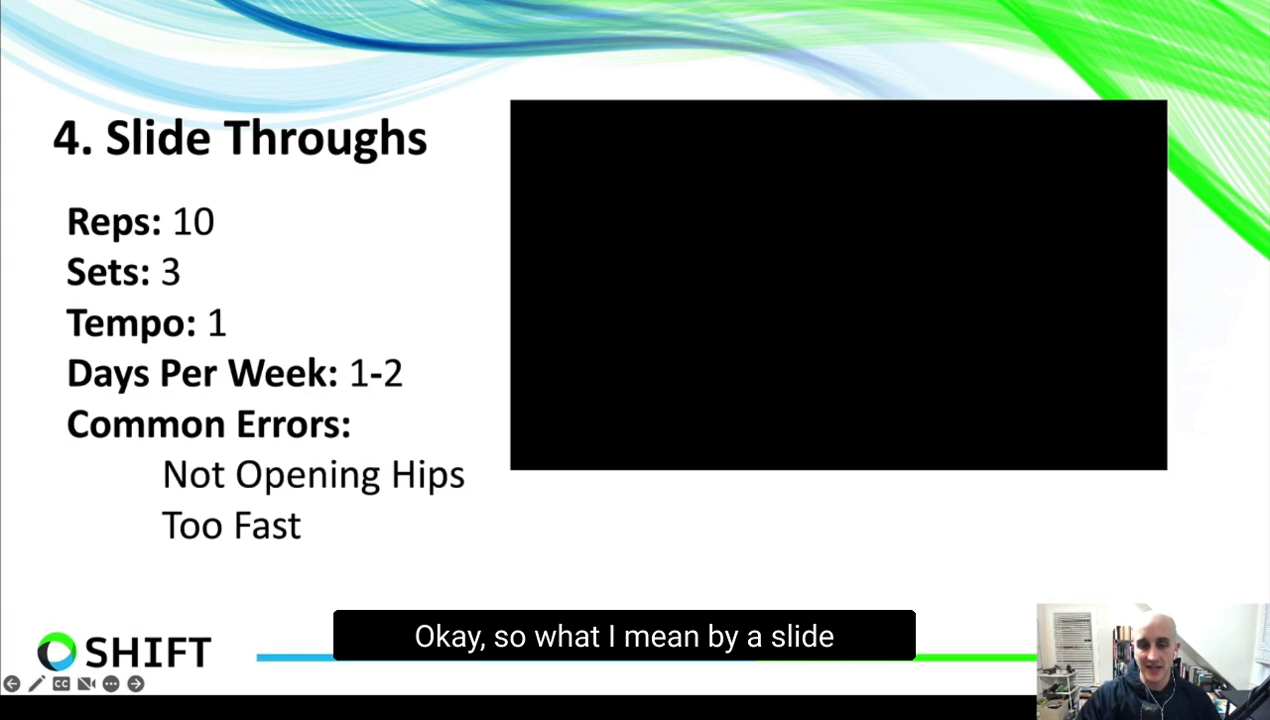 4. Slide Throughs
Reps: 10
Sets: 3
Tempo: 1
Days Per Week: 1-2
Common Errors:
Not Opening Hips
Too Fast
Okay, so what I mean by a slide
SHIFT
CC